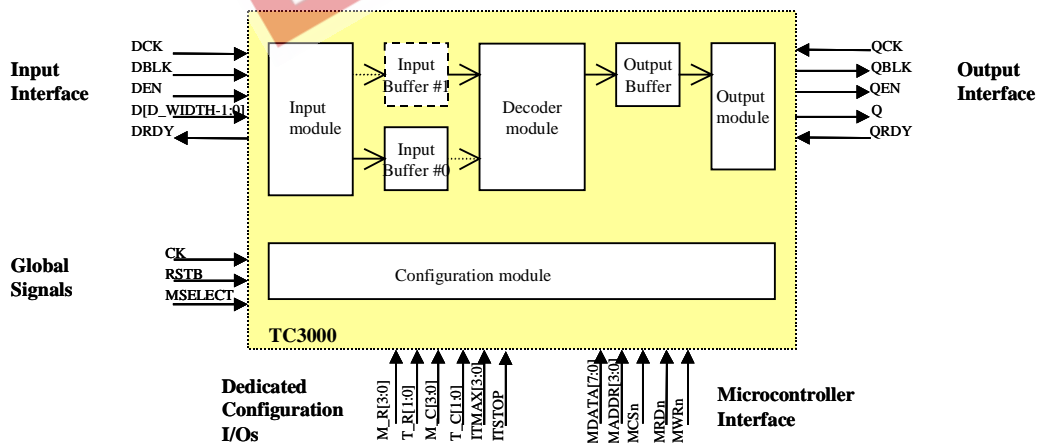 Input
Interface
DCK
DBLK
DEN
D[D_WIDTH-1:0]
DRDY
Input
module
Input
Buffer #1
Input
Buffer #0
Decoder
module
Output
Buffer
Output
module
QCK
QBLK
QEN
Q
QRDY
Output
Interface
Global
Signals
CK
RSTB
MSELECT
Configuration module
TC3000
Dedicated
Configuration
I/Os
M_R[3:0]
T_R[1:0]
M_C[3:0]
T_C[1:0]
ITMAX[3:0]
ITSTOP
MDATA[7:0]
MADDR[3:0]
MCSn
MRDn
MWRn
Microcontroller
Interface